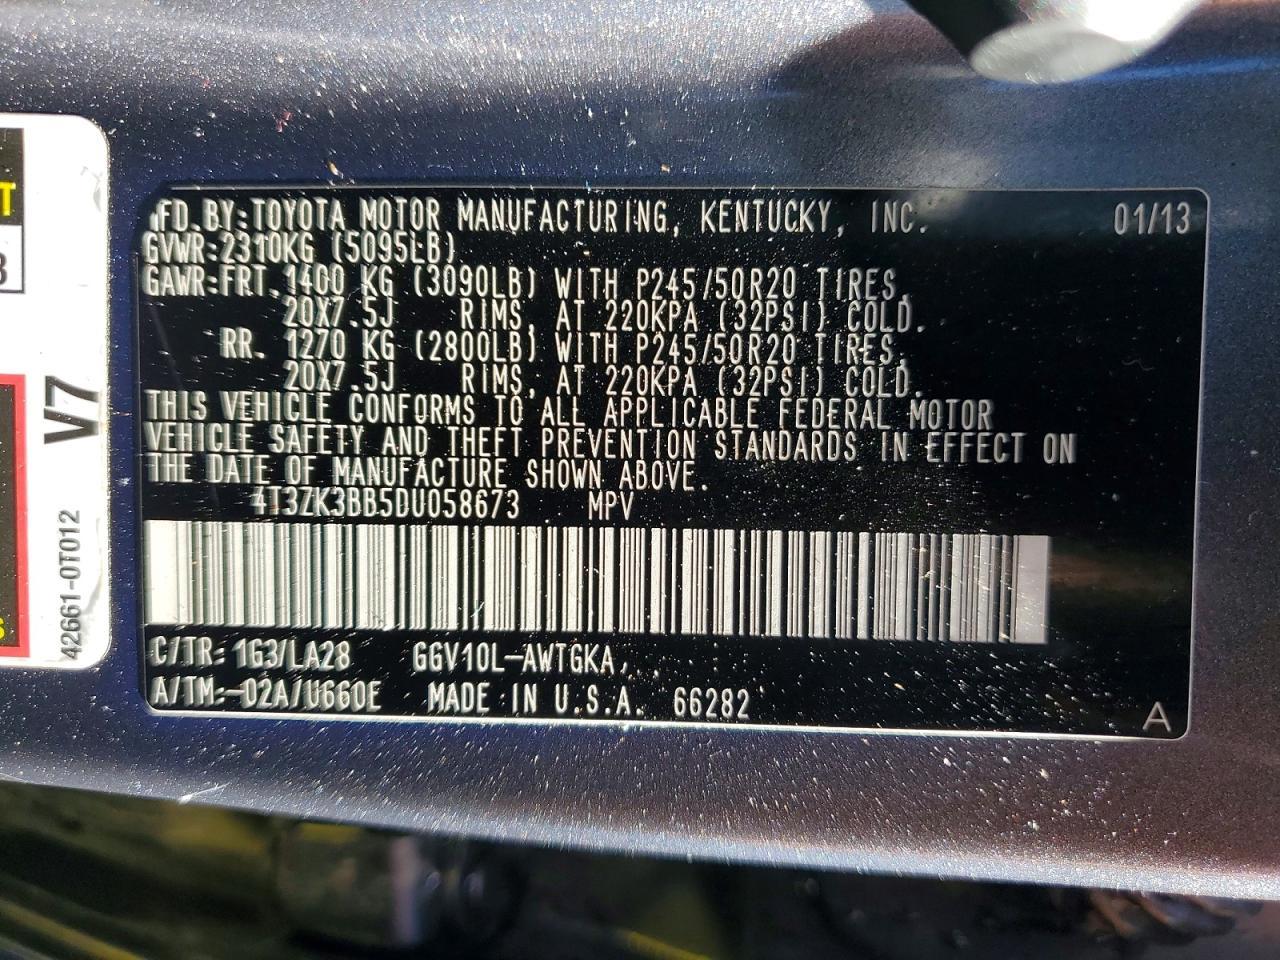 MFD. BY: TOYOTA MOTOR MANUFACTURING, KENTUCKY, INC. 01/13
GVWR: 2310KG (5095LB)
GAWR: FRT. 1400 KG (3090LB) WITH P245/50R20 TIRES,
20X7.5J RIMS, AT 220KPA (32PSI) COLD.
RR. 1270 KG (2800LB) WITH P245/50R20 TIRES,
20X7.5J RIMS, AT 220KPA (32PSI) COLD.
THIS VEHICLE CONFORMS TO ALL APPLICABLE FEDERAL MOTOR
VEHICLE SAFETY AND THEFT PREVENTION STANDARDS IN EFFECT ON
THE DATE OF MANUFACTURE SHOWN ABOVE.
4T3ZK3BB5DU058673 MPV
C/TR: 1G3/LA28 GGV10L-AWTGKA
A/TM: -02A/U660E MADE IN U.S.A. 66282
A
V7
42661-0T012